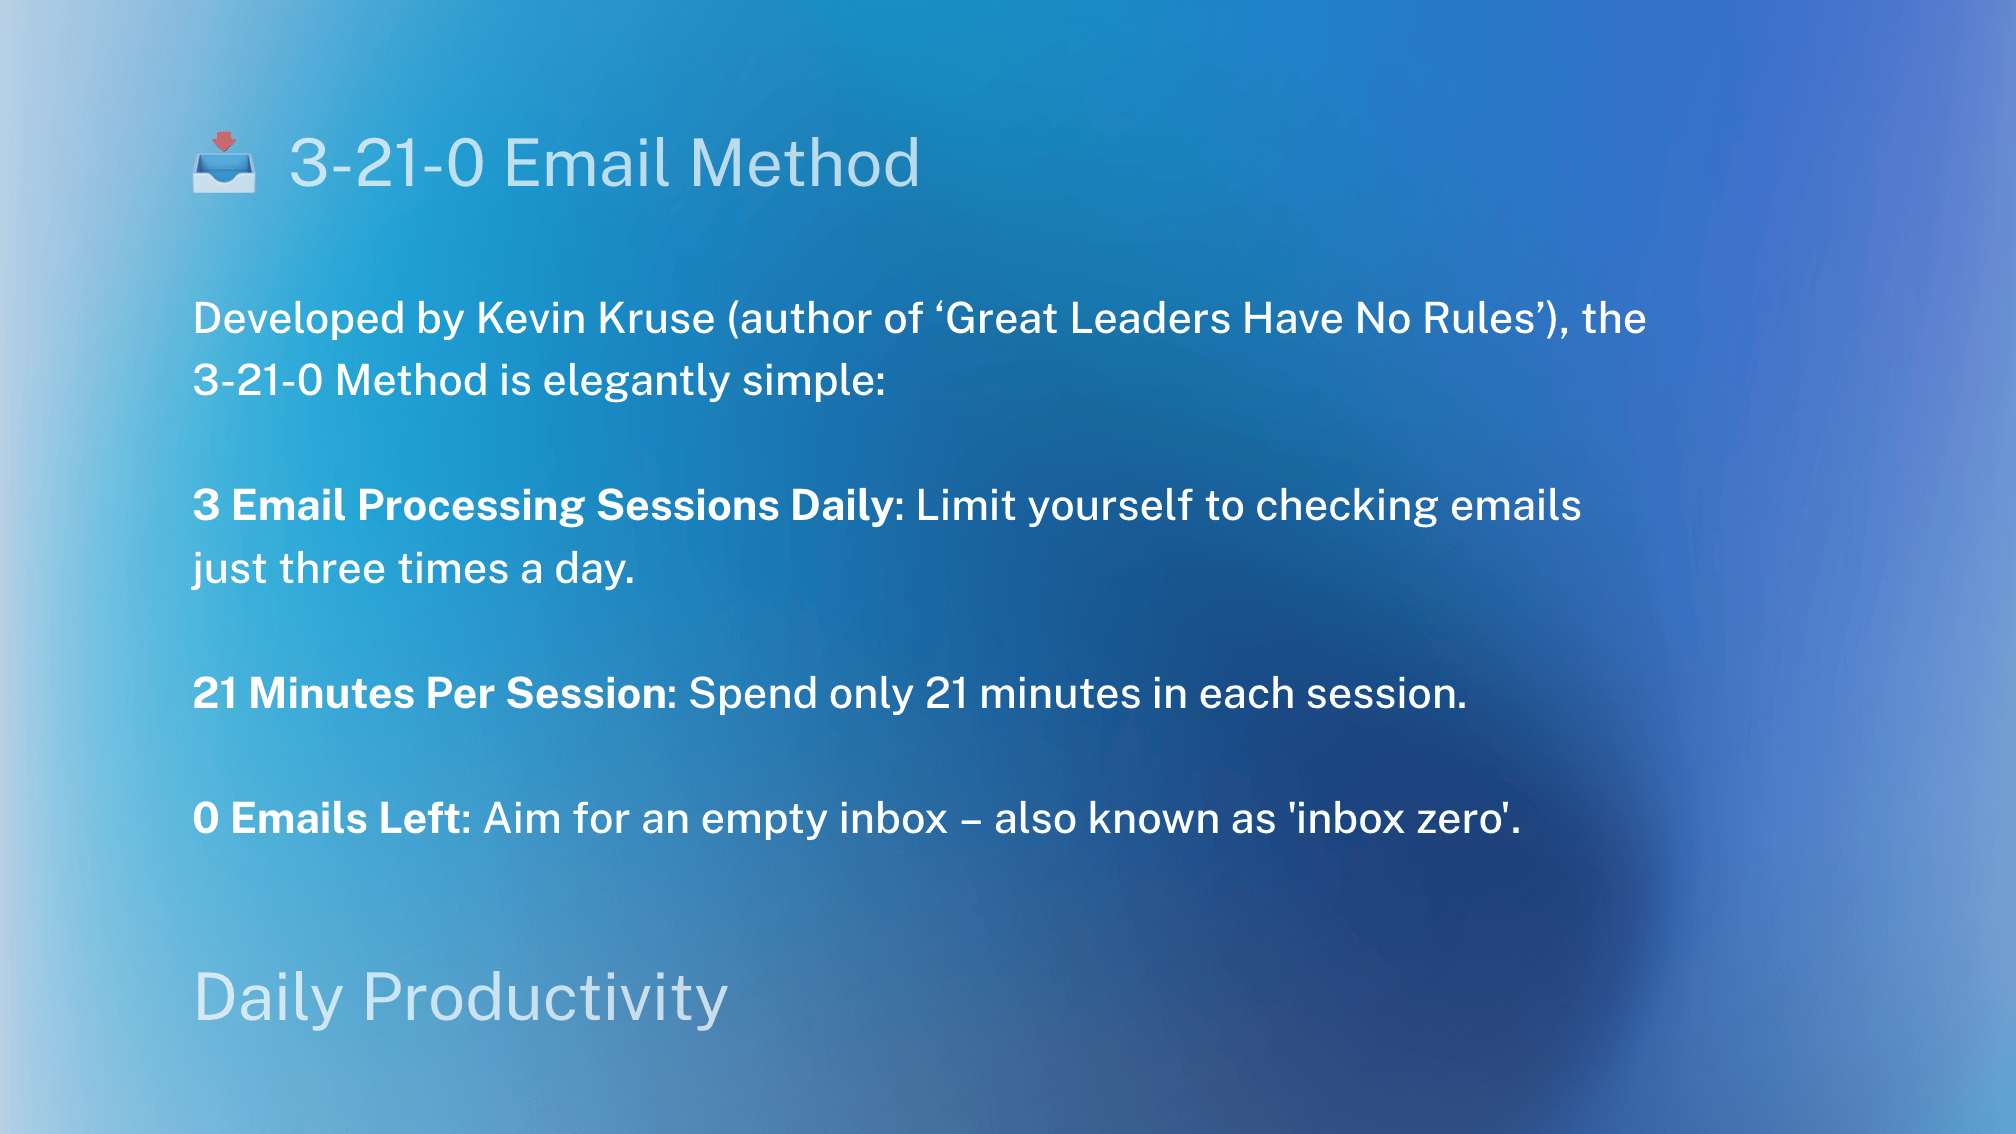 📥 3-21-0 Email Method
Developed by Kevin Kruse (author of ‘Great Leaders Have No Rules’), the
3-21-0 Method is elegantly simple:
3 Email Processing Sessions Daily: Limit yourself to checking emails
just three times a day.
21 Minutes Per Session: Spend only 21 minutes in each session.
0 Emails Left: Aim for an empty inbox – also known as 'inbox zero'.
Daily Productivity